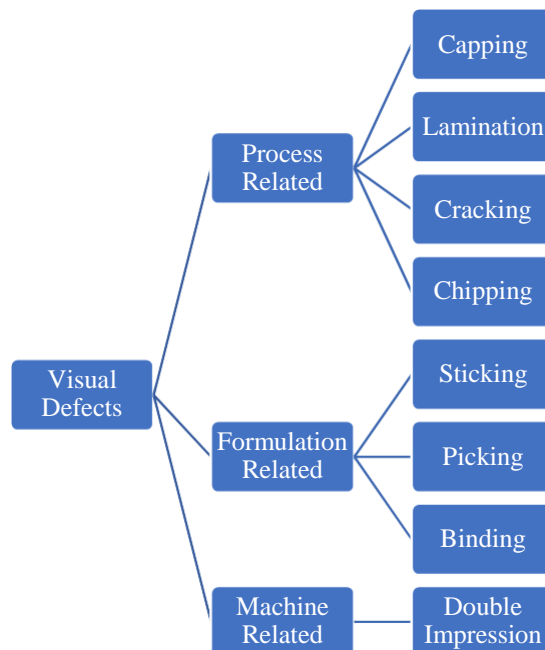 Visual
Defects
Process
Related
Capping
Lamination
Cracking
Chipping
Formulation
Related
Sticking
Picking
Binding
Machine
Related
Double
Impression